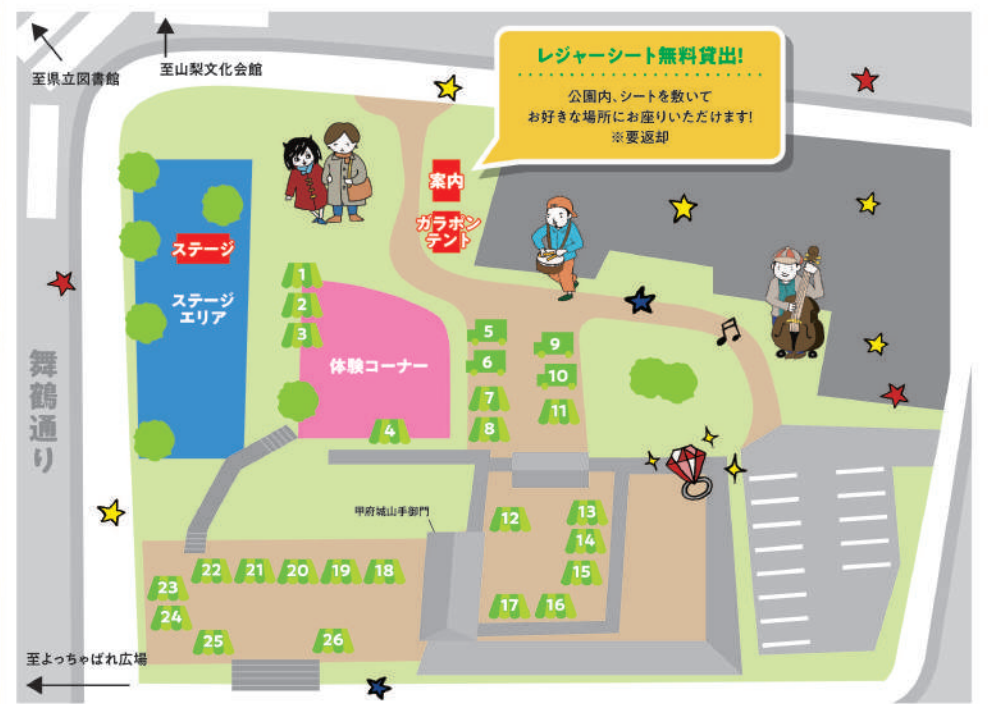 至県立図書館
至山梨文化会館
レジャーシート無料貸出!
公園内、シートを敷いて
お好きな場所にお座りいただけます!
※要返却
案内
ガラポン
テント
ステージ
ステージ
エリア
1
2
3
体験コーナー
4
5
6
7
8
9
10
11
舞鶴通り
甲府城山手御門
12
13
14
15
16
17
18
19
20
21
22
23
24
25
26
至よっちゃばれ広場